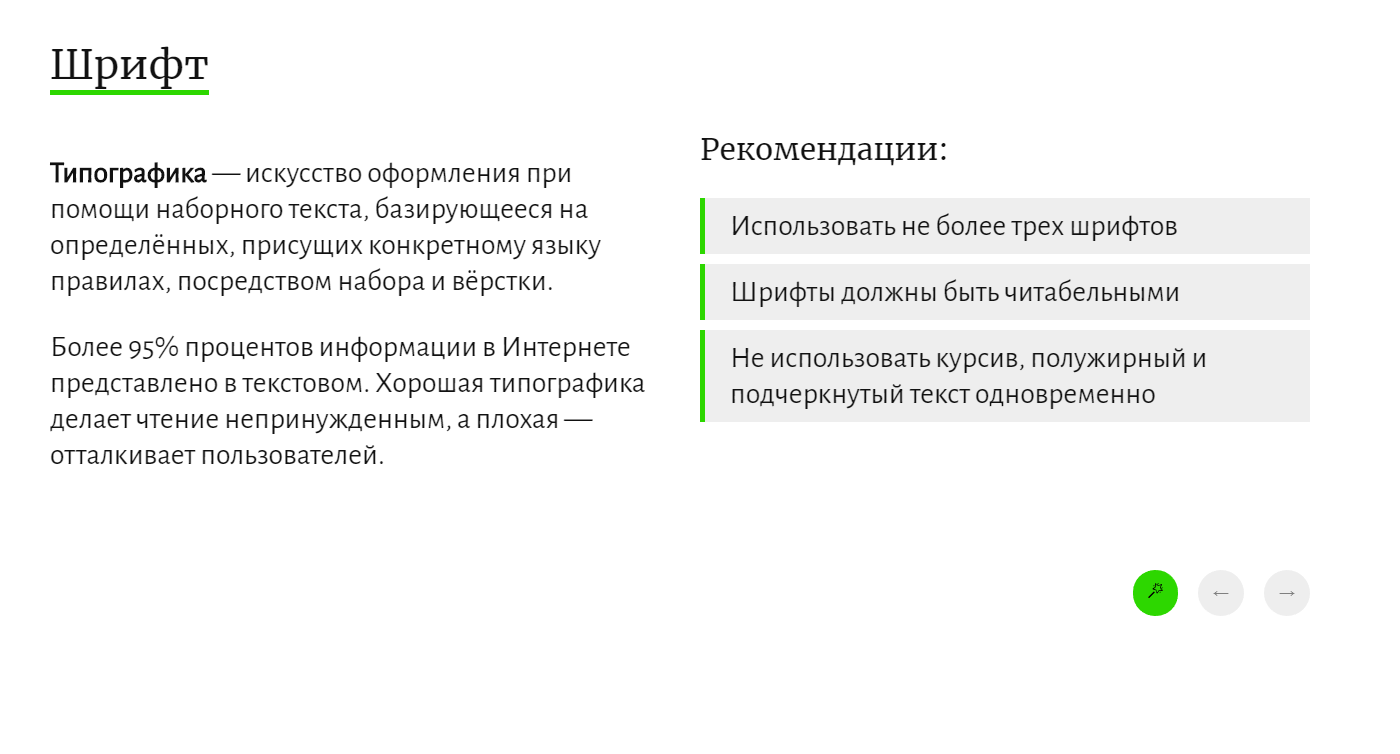 Шрифт
Типографика — искусство оформления при
помощи наборного текста, базирующееся на
определённых, присущих конкретному языку
правилах, посредством набора и вёрстки.
Более 95% процентов информации в Интернете
представлено в текстовом. Хорошая типографика
делает чтение непринужденным, а плохая —
отталкивает пользователей.
Рекомендации:
Использовать не более трех шрифтов
Шрифты должны быть читабельными
Не использовать курсив, полужирный и
подчеркнутый текст одновременно